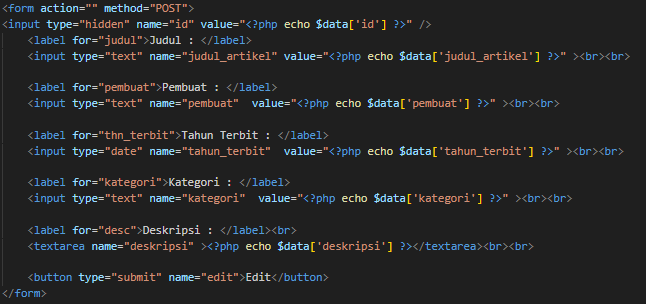 <form action="" method="POST">
<input type="hidden" name="id" value="<?php echo $data['id'] ?>" />
<label for="judul">Judul : </label>
<input type="text" name="judul_artikel" value="<?php echo $data['judul_artikel'] ?>" ><br><br>
<label for="pembuat">Pembuat : </label>
<input type="text" name="pembuat"  value="<?php echo $data['pembuat'] ?>" ><br><br>
<label for="thn_terbit">Tahun Terbit : </label>
<input type="date" name="tahun_terbit"  value="<?php echo $data['tahun_terbit'] ?>" ><br><br>
<label for="kategori">Kategori : </label>
<input type="text" name="kategori"  value="<?php echo $data['kategori'] ?>" ><br><br>
<label for="desc">Deskripsi : </label><br>
<textarea name="deskripsi" ><?php echo $data['deskripsi'] ?></textarea><br><br>
<button type="submit" name="edit">Edit</button>
</form>